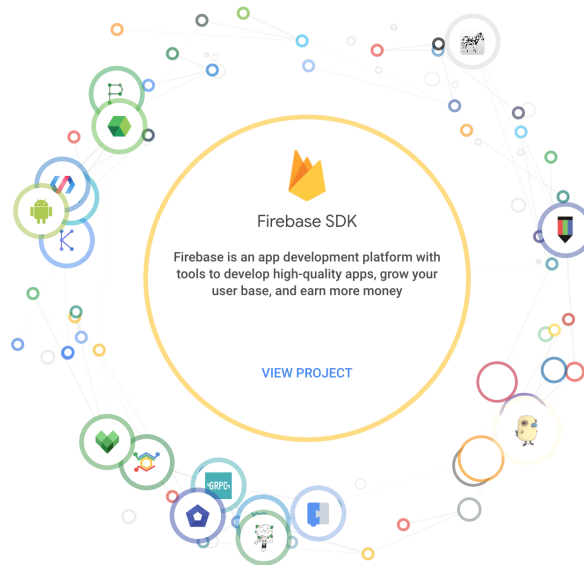 Firebase SDK
Firebase is an app development platform with
tools to develop high-quality apps, grow your
user base, and earn more money
VIEW PROJECT
GRPC